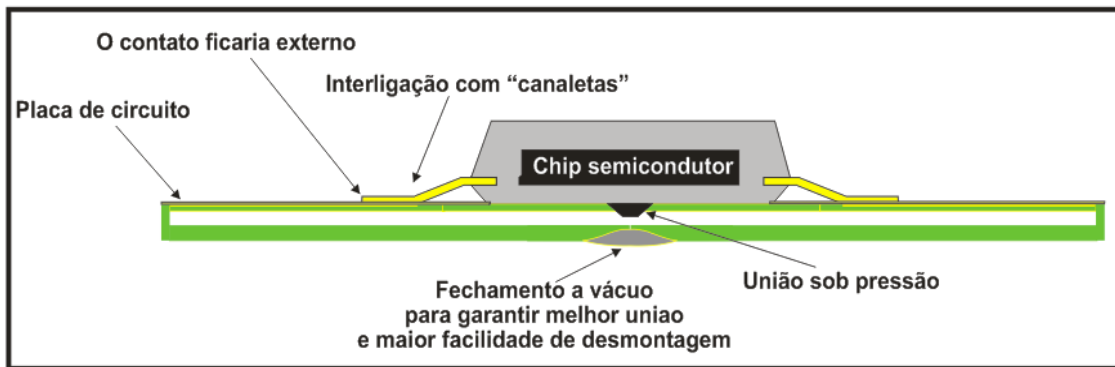 O contato ficaria externo
Interligação com “canaletas”
Placa de circuito
Chip semicondutor
União sob pressão
Fechamento a vácuo
para garantir melhor uniao
e maior facilidade de desmontagem